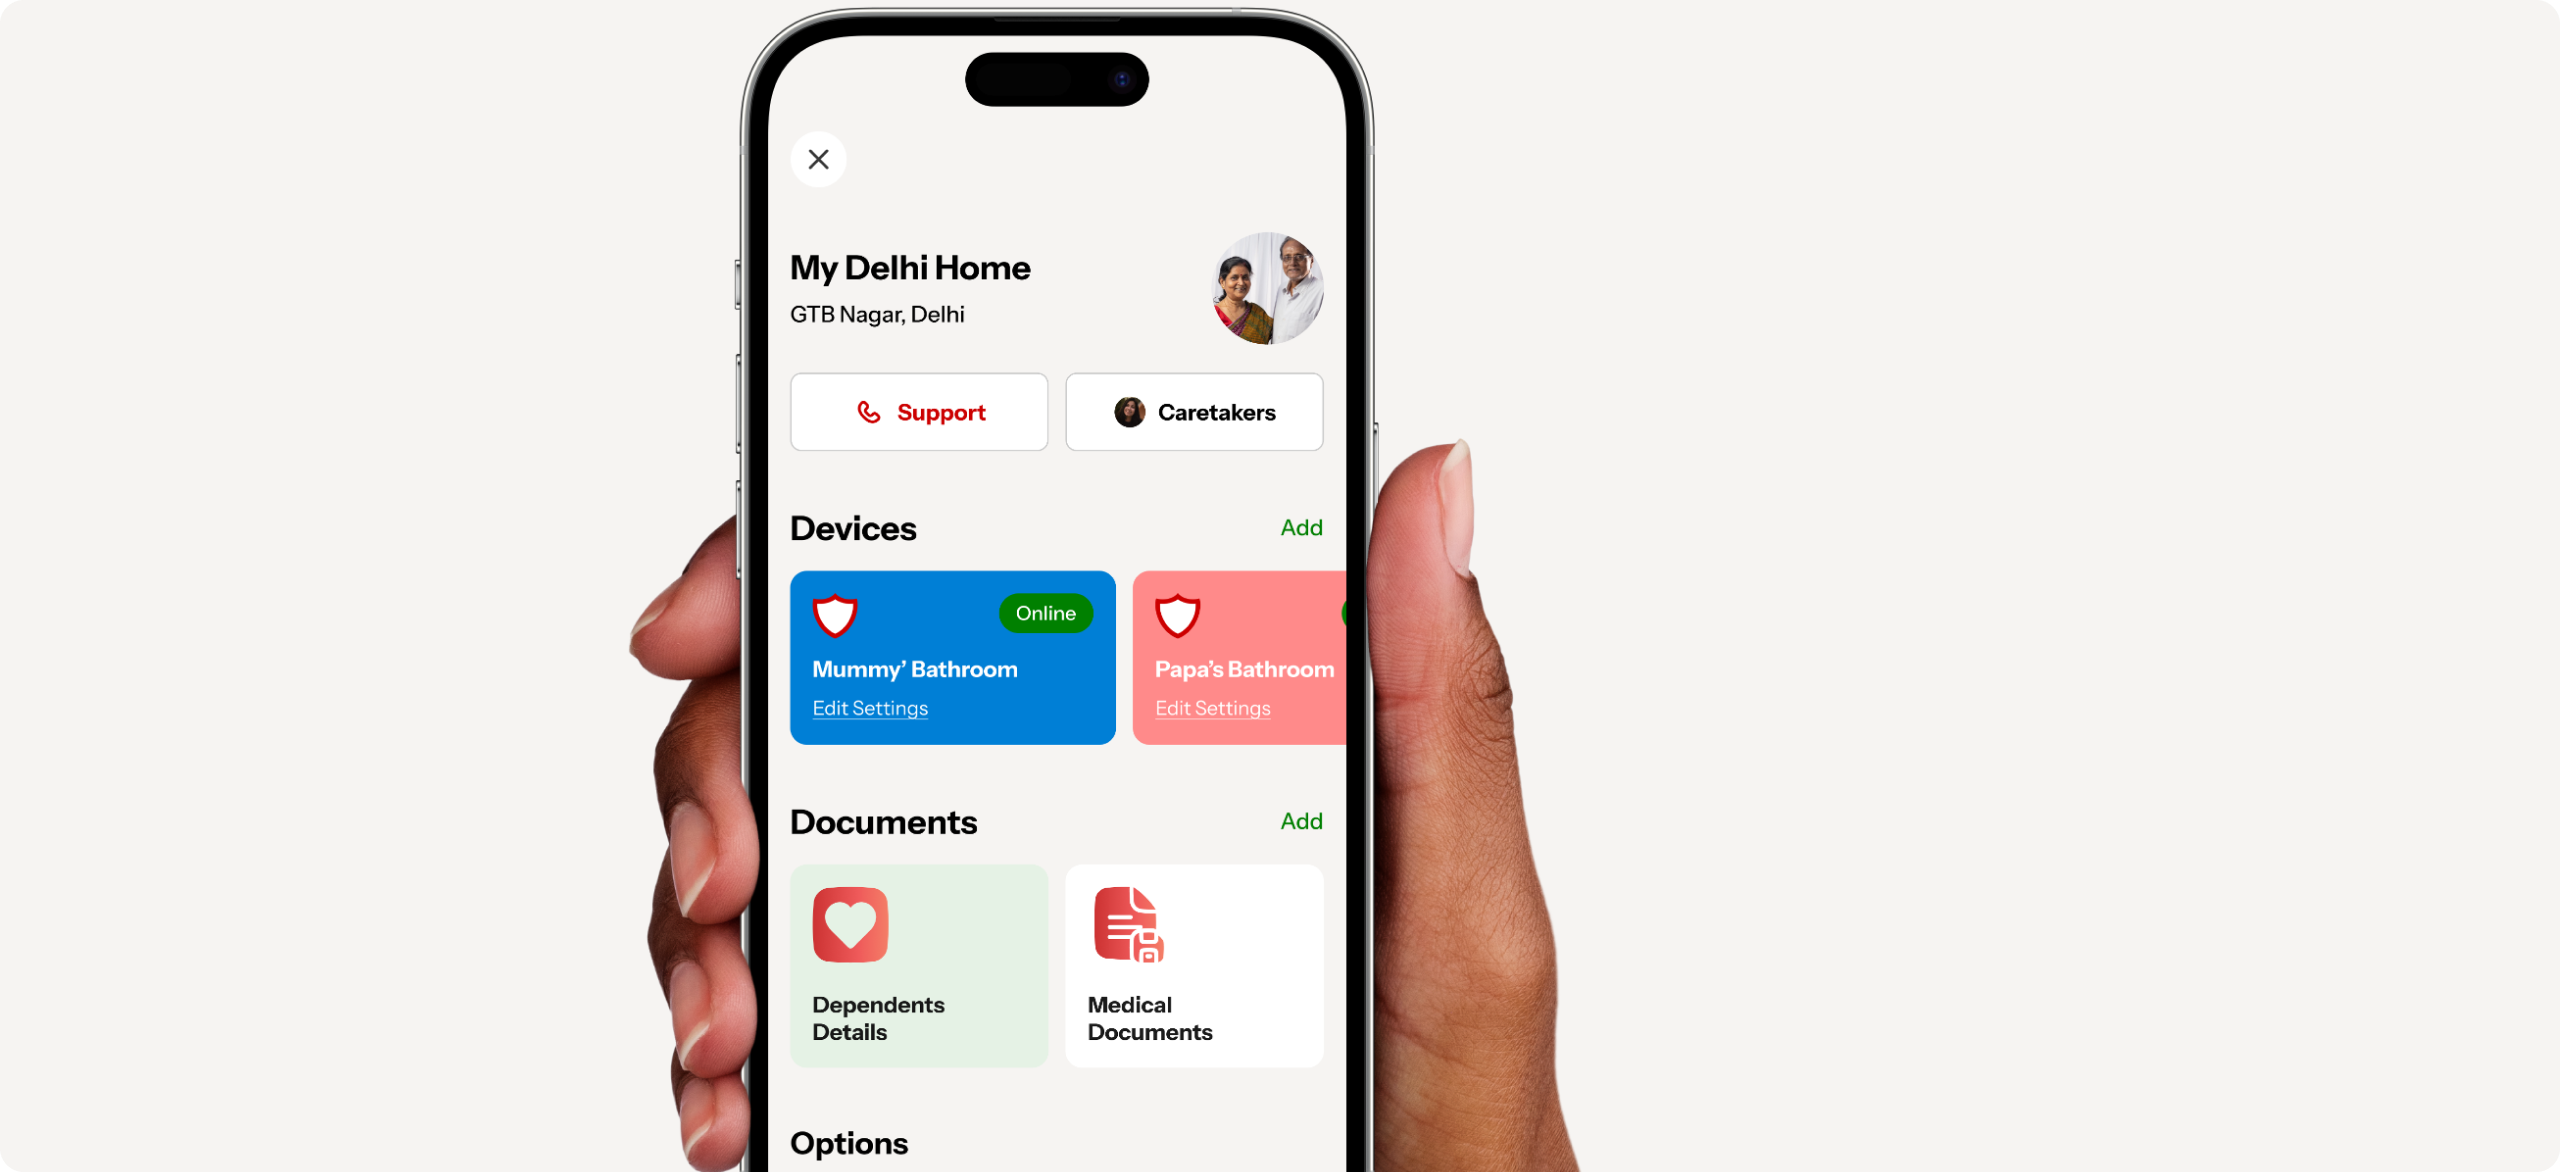 My Delhi Home
GTB Nagar, Delhi
Support
Caretakers
Devices
Add
Online
Mummy’ Bathroom
Edit Settings
Papa’s Bathroom
Edit Settings
Documents
Add
Dependents
Details
Medical
Documents
Options